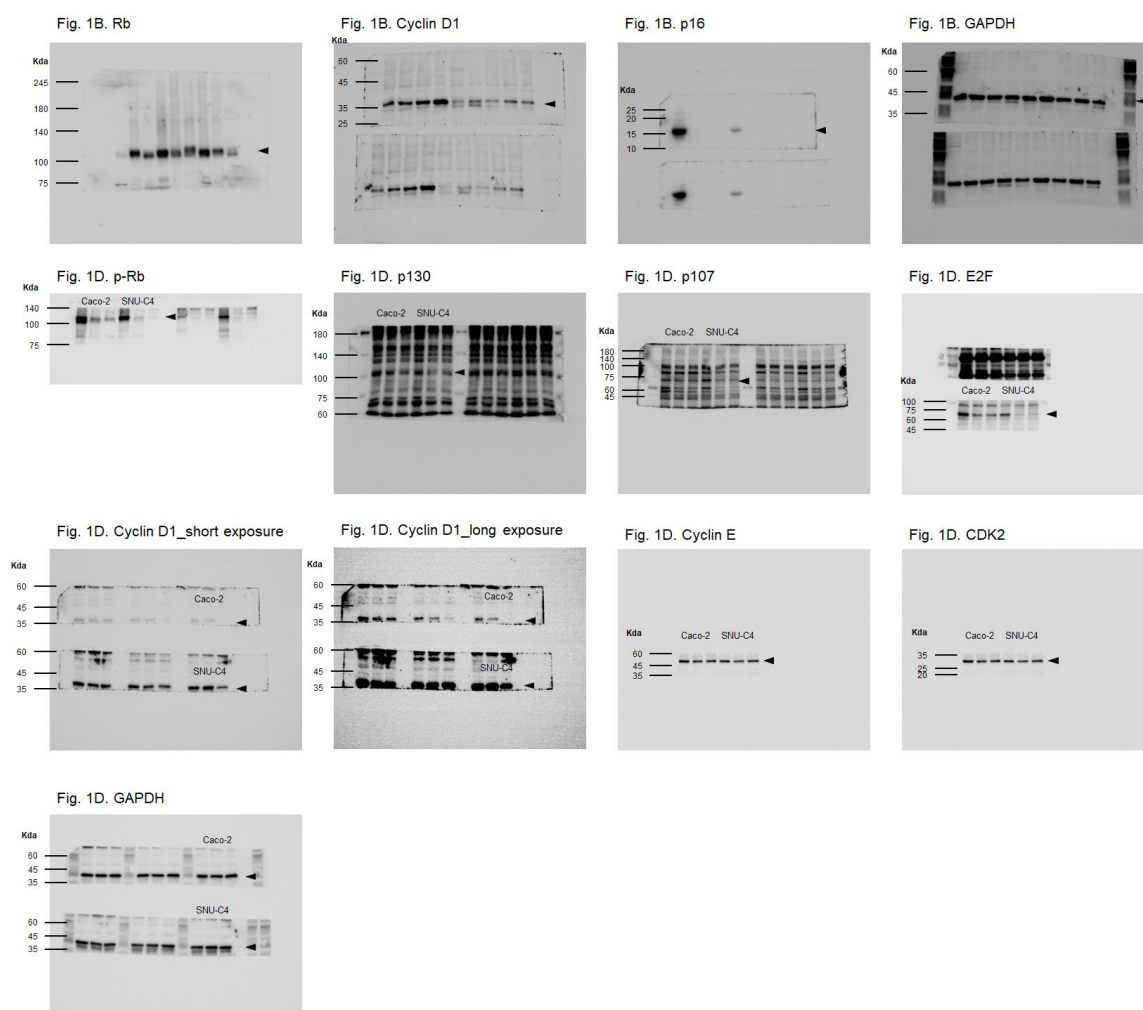 Fig. 1B. Rb
Kda
245
180
140
100
75
Fig. 1B. Cyclin D1
Kda
60
45
35
25
Fig. 1B. p16
Kda
25
20
15
10
Fig. 1B. GAPDH
Kda
60
45
35
Fig. 1D. p-Rb
Kda
Caco-2 SNU-C4
140
100
75
Fig. 1D. p130
Kda
Caco-2 SNU-C4
180
140
100
75
60
Fig. 1D. p107
Kda
Caco-2 SNU-C4
180
140
100
75
60
45
Fig. 1D. E2F
Kda
Caco-2 SNU-C4
100
75
60
45
Fig. 1D. Cyclin D1_short exposure
Kda
60
Caco-2
45
35
60
SNU-C4
45
35
Fig. 1D. Cyclin D1_long exposure
Kda
60
Caco-2
45
35
60
SNU-C4
45
35
Fig. 1D. Cyclin E
Kda
Caco-2 SNU-C4
60
45
35
Fig. 1D. CDK2
Kda
Caco-2 SNU-C4
35
25
20
Fig. 1D. GAPDH
Kda
Caco-2
60
45
35
SNU-C4
60
45
35